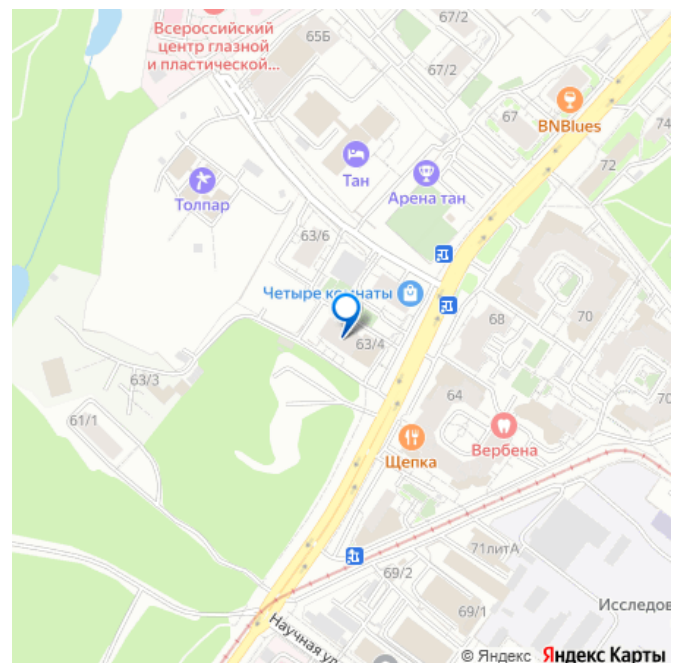 67/2
Всероссийский
центр глазной
и пластической...
65Б
67/2
67
BNBlues
74
72
Тан
Арена тан
Толпар
63/6
Четыре комнаты
68
70
63/4
63/3
64
70
61/1
Щепка
Вербена
71литА
69/2
69/1
Исследов
Научная ул
© Яндекс Яндекс Карты